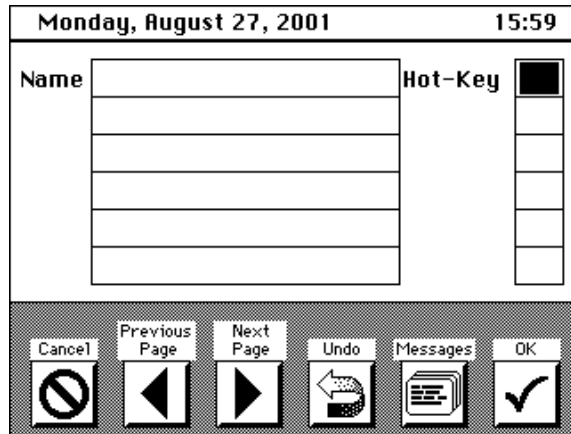 Monday, August 27, 2001 15:59
Name Hot-Key
Cancel Previous Page Next Page Undo Messages OK